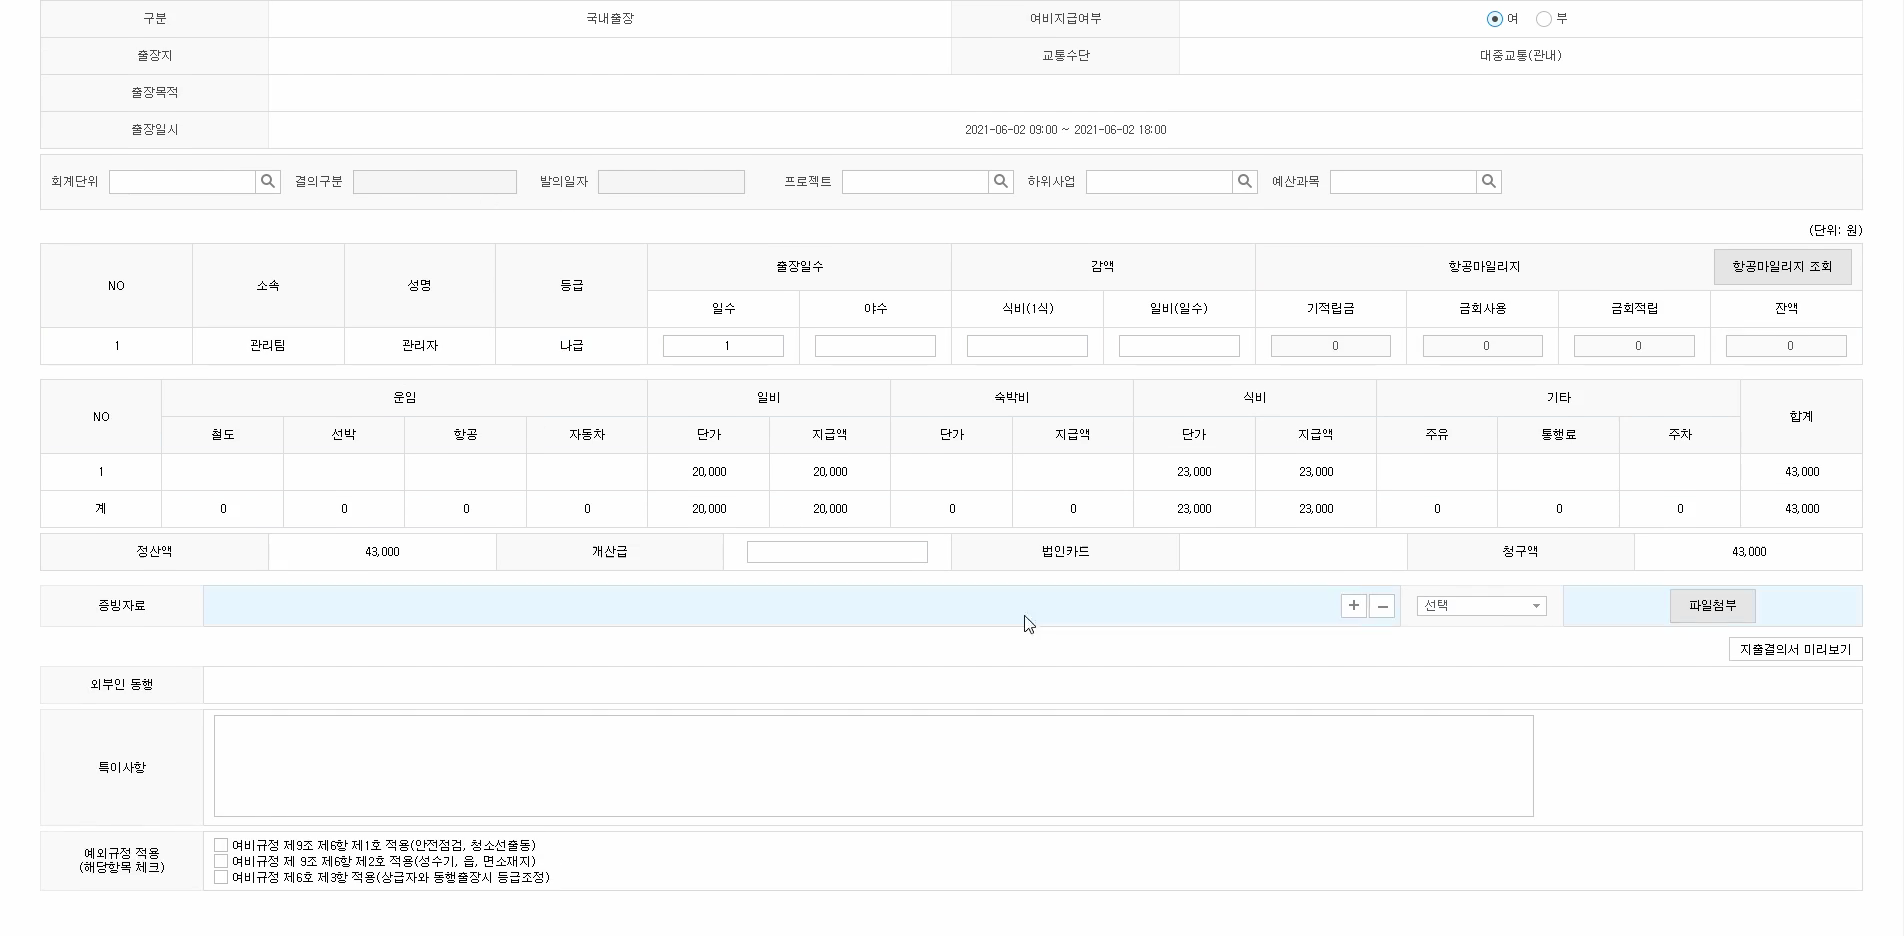 구분 국내출장 여비지급여부 여 부
출장지 교통수단 대중교통(관내)
출장목적
출장일시 2021-06-02 09:00 ~ 2021-06-02 18:00
회계단위 결의구분 발의일자 프로젝트 하위사업 예산과목
(단위: 원)
NO 소속 성명 등급 출장일수 감액 항공마일리지 항공마일리지 조회
일수 야수 식비(1식) 일비(일수) 기적립금 금회사용 금회적립 잔액
1 관리팀 관리자 나급 1 0 0 0 0
NO 운임 일비 숙박비 식비 기타 합계
철도 선박 항공 자동차 단가 지급액 단가 지급액 단가 지급액 주유 통행료 주차
1 20,000 20,000 23,000 23,000 43,000
계 0 0 0 0 20,000 20,000 0 0 23,000 23,000 0 0 0 43,000
정산액 43,000 개산급 법인카드 청구액 43,000
증빙자료 + − 선택 파일첨부
지출결의서 미리보기
외부인 동행
특이사항
예외규정 적용
(해당항목 체크)
여비규정 제9조 제6항 제1호 적용(안전점검, 청소선출동)
여비규정 제 9조 제6항 제2호 적용(성수기, 읍, 면소재지)
여비규정 제6호 제3항 적용(상급자와 동행출장시 등급조정)